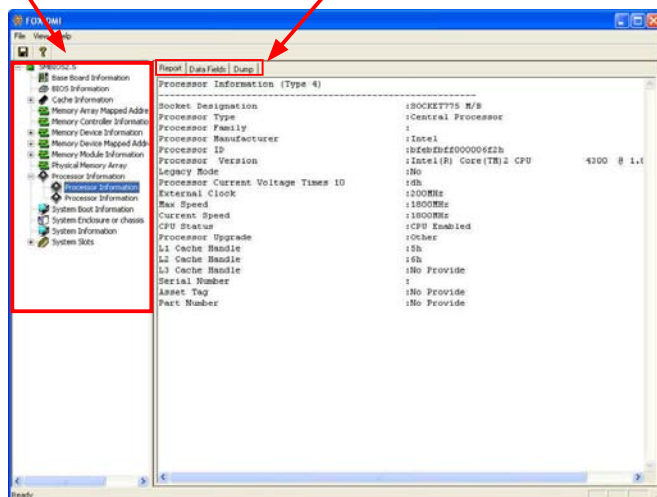 FOX DMI
File View Help
SMBIOS2.5
Base Board Information
BIOS Information
Cache Information
Memory Array Mapped Addre
Memory Controller Informatio
Memory Device Information
Memory Device Mapped Addr
Memory Module Information
Physical Memory Array
Processor Information
Processor Information
Processor Information
System Boot Information
System Enclosure or chassis
System Information
System Slots
Report Data Fields Dump
Processor Information (Type 4)
Socket Designation :SOCKET775 M/B
Processor Type :Central Processor
Processor Family :
Processor Manufacturer :Intel
Processor ID :bfebfbff000006f2h
Processor Version :Intel(R) Core(TM)2 CPU 4300 @ 1.8
Legacy Mode :No
Processor Current Voltage Times 10 :dh
External Clock :200MHz
Max Speed :1800MHz
Current Speed :1800MHz
CPU Status :CPU Enabled
Processor Upgrade :Other
L1 Cache Handle :5h
L2 Cache Handle :6h
L3 Cache Handle :No Provide
Serial Number :
Asset Tag :No Provide
Part Number :No Provide
Ready